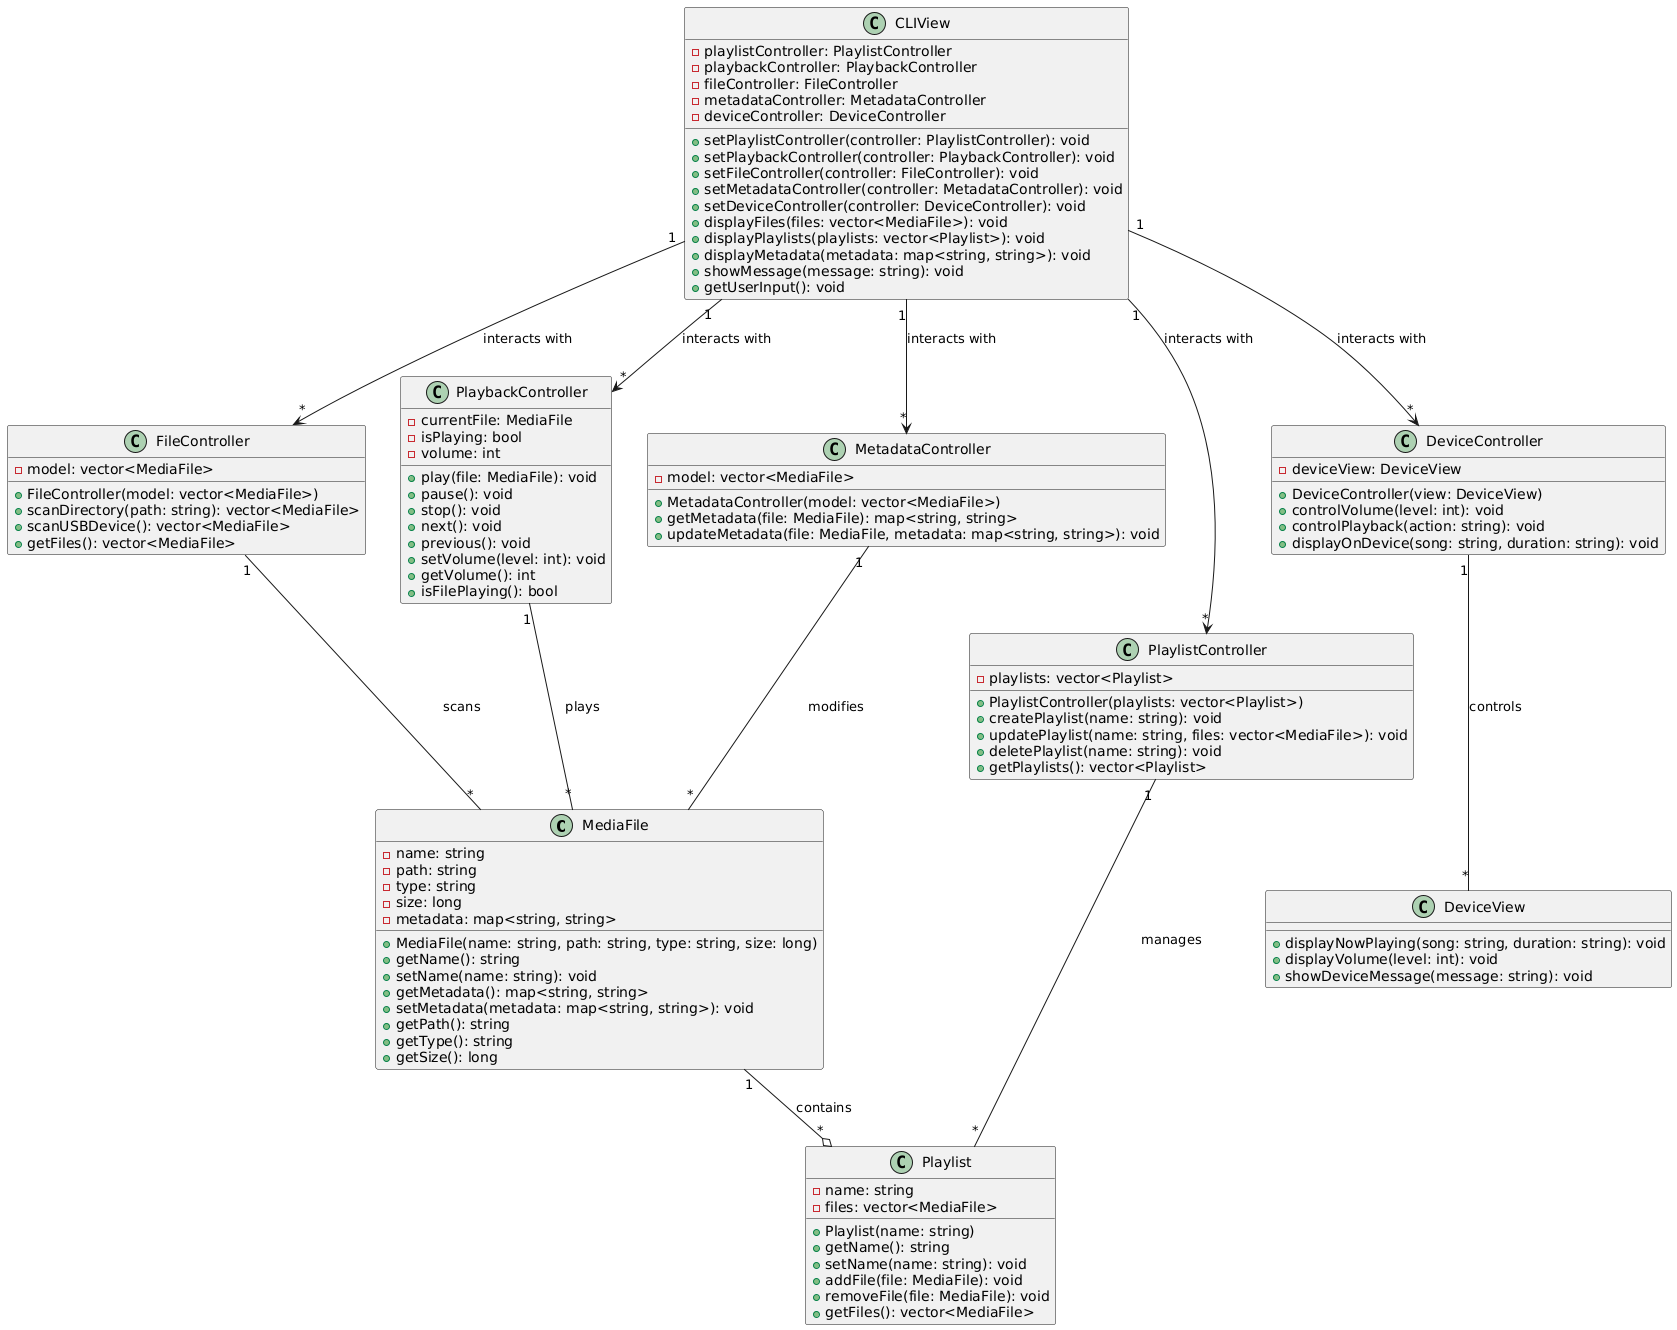 C CLIView
playlistController: PlaylistController
playbackController: PlaybackController
fileController: FileController
metadataController: MetadataController
deviceController: DeviceController
setPlaylistController(controller: PlaylistController): void
setPlaybackController(controller: PlaybackController): void
setFileController(controller: FileController): void
setMetadataController(controller: MetadataController): void
setDeviceController(controller: DeviceController): void
displayFiles(files: vector<MediaFile>): void
displayPlaylists(playlists: vector<Playlist>): void
displayMetadata(metadata: map<string, string>): void
showMessage(message: string): void
getUserInput(): void
1
1
1
1
1
interacts with
interacts with
interacts with
interacts with
interacts with
*
*
*
*
*
C FileController
model: vector<MediaFile>
FileController(model: vector<MediaFile>)
scanDirectory(path: string): vector<MediaFile>
scanUSBDevice(): vector<MediaFile>
getFiles(): vector<MediaFile>
C PlaybackController
currentFile: MediaFile
isPlaying: bool
volume: int
play(file: MediaFile): void
pause(): void
stop(): void
next(): void
previous(): void
setVolume(level: int): void
getVolume(): int
isFilePlaying(): bool
C MetadataController
model: vector<MediaFile>
MetadataController(model: vector<MediaFile>)
getMetadata(file: MediaFile): map<string, string>
updateMetadata(file: MediaFile, metadata: map<string, string>): void
C DeviceController
deviceView: DeviceView
DeviceController(view: DeviceView)
controlVolume(level: int): void
controlPlayback(action: string): void
displayOnDevice(song: string, duration: string): void
C PlaylistController
playlists: vector<Playlist>
PlaylistController(playlists: vector<Playlist>)
createPlaylist(name: string): void
updatePlaylist(name: string, files: vector<MediaFile>): void
deletePlaylist(name: string): void
getPlaylists(): vector<Playlist>
1
1
1
1
1
scans
plays
modifies
controls
manages
*
*
*
*
*
C MediaFile
name: string
path: string
type: string
size: long
metadata: map<string, string>
MediaFile(name: string, path: string, type: string, size: long)
getName(): string
setName(name: string): void
getMetadata(): map<string, string>
setMetadata(metadata: map<string, string>): void
getPath(): string
getType(): string
getSize(): long
C DeviceView
displayNowPlaying(song: string, duration: string): void
displayVolume(level: int): void
showDeviceMessage(message: string): void
1
contains
*
C Playlist
name: string
files: vector<MediaFile>
Playlist(name: string)
getName(): string
setName(name: string): void
addFile(file: MediaFile): void
removeFile(file: MediaFile): void
getFiles(): vector<MediaFile>